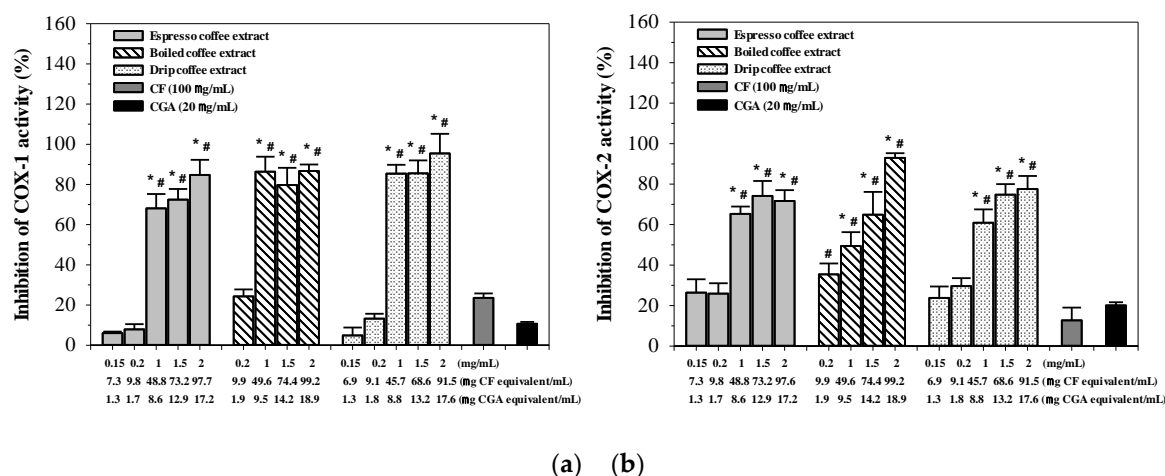 160
140
120
100
80
60
40
20
0
Inhibition of COX-1 activity (%)
Espresso coffee extract
Boiled coffee extract
Drip coffee extract
CF (100 mg/mL)
CGA (20 mg/mL)
* # * # * # * # * # * # * # * # * #
0.15 0.2 1 1.5 2 0.2 1 1.5 2 0.15 0.2 1 1.5 2 (mg/mL)
7.3 9.8 48.8 73.2 97.7 9.9 49.6 74.4 99.2 6.9 9.1 45.7 68.6 91.5 (mg CF equivalent/mL)
1.3 1.7 8.6 12.9 17.2 1.9 9.5 14.2 18.9 1.3 1.8 8.8 13.2 17.6 (mg CGA equivalent/mL)
160
140
120
100
80
60
40
20
0
Inhibition of COX-2 activity (%)
Espresso coffee extract
Boiled coffee extract
Drip coffee extract
CF (100 mg/mL)
CGA (20 mg/mL)
* # * # * # # * # * # * # * # * # * #
0.15 0.2 1 1.5 2 0.2 1 1.5 2 0.15 0.2 1 1.5 2 (mg/mL)
7.3 9.8 48.8 73.2 97.6 9.9 49.6 74.4 99.2 6.9 9.1 45.7 68.6 91.5 (mg CF equivalent/mL)
1.3 1.7 8.6 12.9 17.2 1.9 9.5 14.2 18.9 1.3 1.8 8.8 13.2 17.6 (mg CGA equivalent/mL)
(a) (b)